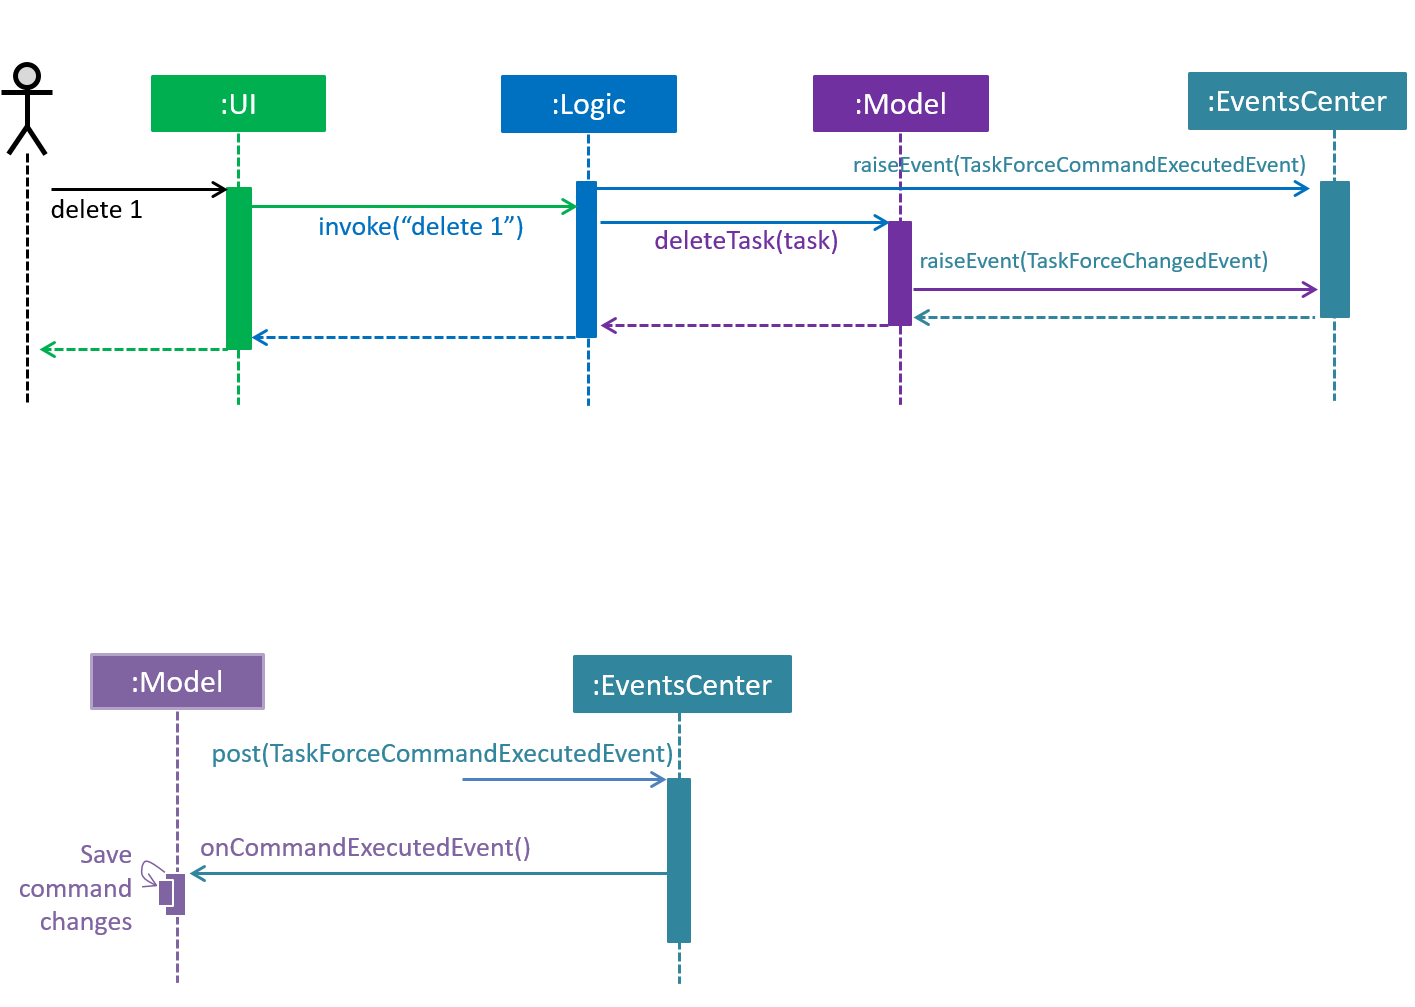 :UI
:Logic
:Model
:EventsCenter
raiseEvent(TaskForceCommandExecutedEvent)
delete 1
invoke(“delete 1”)
deleteTask(task)
raiseEvent(TaskForceChangedEvent)
:Model
:EventsCenter
post(TaskForceCommandExecutedEvent)
onCommandExecutedEvent()
Save
command
changes